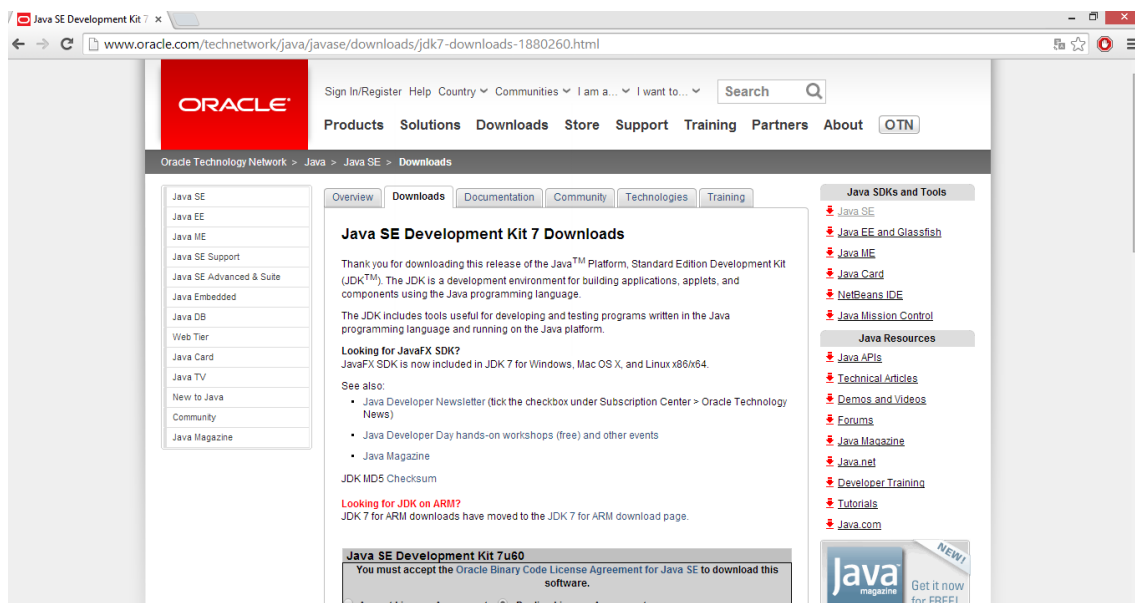 Java SE Development Kit 7
www.oracle.com/technetwork/java/javase/downloads/jdk7-downloads-1880260.html
ORACLE
Sign In/Register Help Country Communities I am a... I want to... Search
Products Solutions Downloads Store Support Training Partners About OTN
Oracle Technology Network > Java > Java SE > Downloads
Java SE
Java EE
Java ME
Java SE Support
Java SE Advanced & Suite
Java Embedded
Java DB
Web Tier
Java Card
Java TV
New to Java
Community
Java Magazine
Overview Downloads Documentation Community Technologies Training
Java SE Development Kit 7 Downloads
Thank you for downloading this release of the Java™ Platform, Standard Edition Development Kit
(JDK™). The JDK is a development environment for building applications, applets, and
components using the Java programming language.
The JDK includes tools useful for developing and testing programs written in the Java
programming language and running on the Java platform.
Looking for JavaFX SDK?
JavaFX SDK is now included in JDK 7 for Windows, Mac OS X, and Linux x86/x64.
See also:
Java Developer Newsletter (tick the checkbox under Subscription Center > Oracle Technology
News)
Java Developer Day hands-on workshops (free) and other events
Java Magazine
JDK MD5 Checksum
Looking for JDK on ARM?
JDK 7 for ARM downloads have moved to the JDK 7 for ARM download page.
Java SE Development Kit 7u60
You must accept the Oracle Binary Code License Agreement for Java SE to download this
software.
Java SDKs and Tools
Java SE
Java EE and Glassfish
Java ME
Java Card
NetBeans IDE
Java Mission Control
Java Resources
Java APIs
Technical Articles
Demos and Videos
Forums
Java Magazine
Java.net
Developer Training
Tutorials
Java.com
NEW!
Java
magazine
Get it now
for FREE!